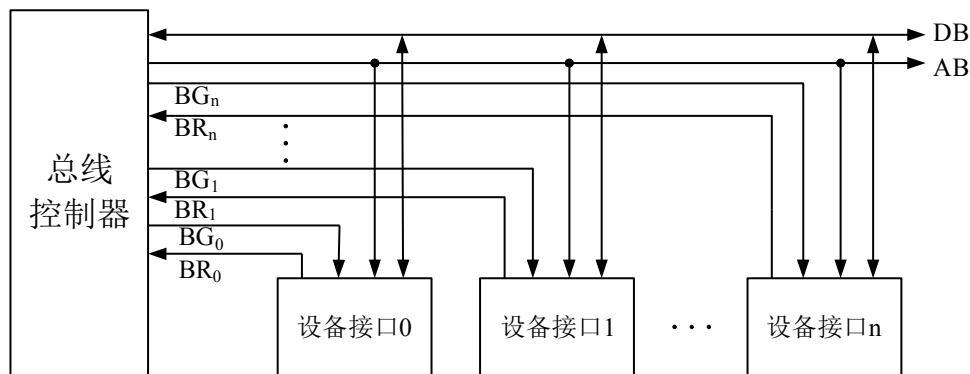 DB
AB
BGₙ
BRₙ
总线
控制器
BG₁
BR₁
BG₀
BR₀
设备接口0
设备接口1
· · ·
设备接口n